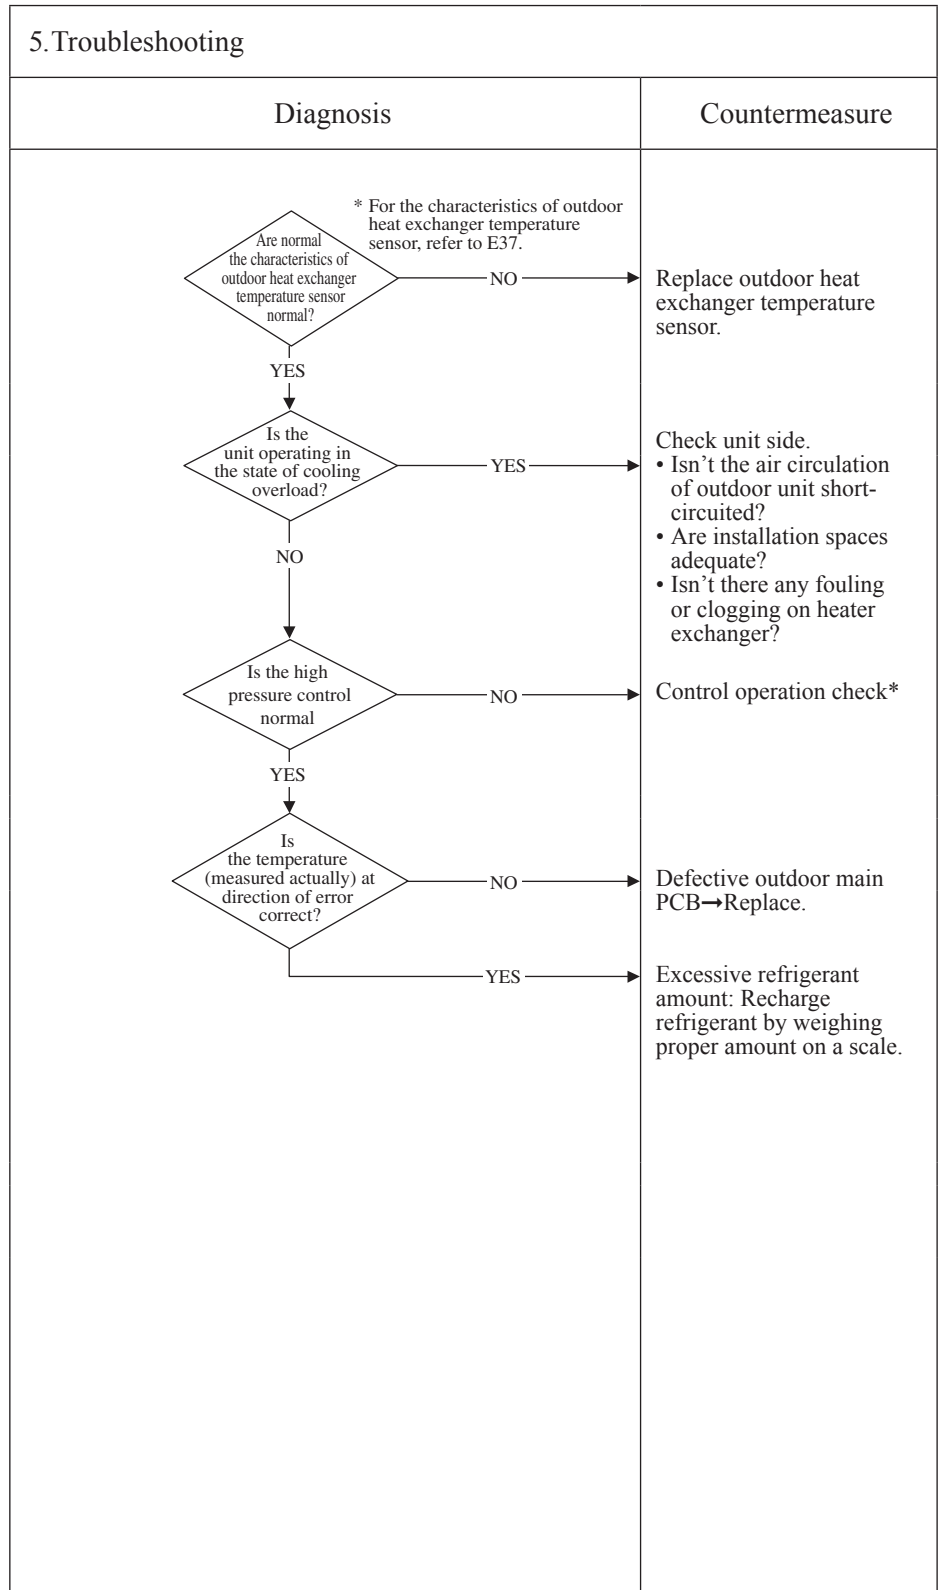 5.Troubleshooting
Diagnosis
Countermeasure
* For the characteristics of outdoor
heat exchanger temperature
sensor, refer to E37.
Are normal
the characteristics of
outdoor heat exchanger
temperature sensor
normal?
NO
Replace outdoor heat
exchanger temperature
sensor.
YES
Is the
unit operating in
the state of cooling
overload?
YES
Check unit side.
• Isn’t the air circulation
of outdoor unit short-
circuited?
• Are installation spaces
adequate?
• Isn’t there any fouling
or clogging on heater
exchanger?
NO
Is the high
pressure control
normal
NO
Control operation check*
YES
Is
the temperature
(measured actually) at
direction of error
correct?
NO
Defective outdoor main
PCB→Replace.
YES
Excessive refrigerant
amount: Recharge
refrigerant by weighing
proper amount on a scale.